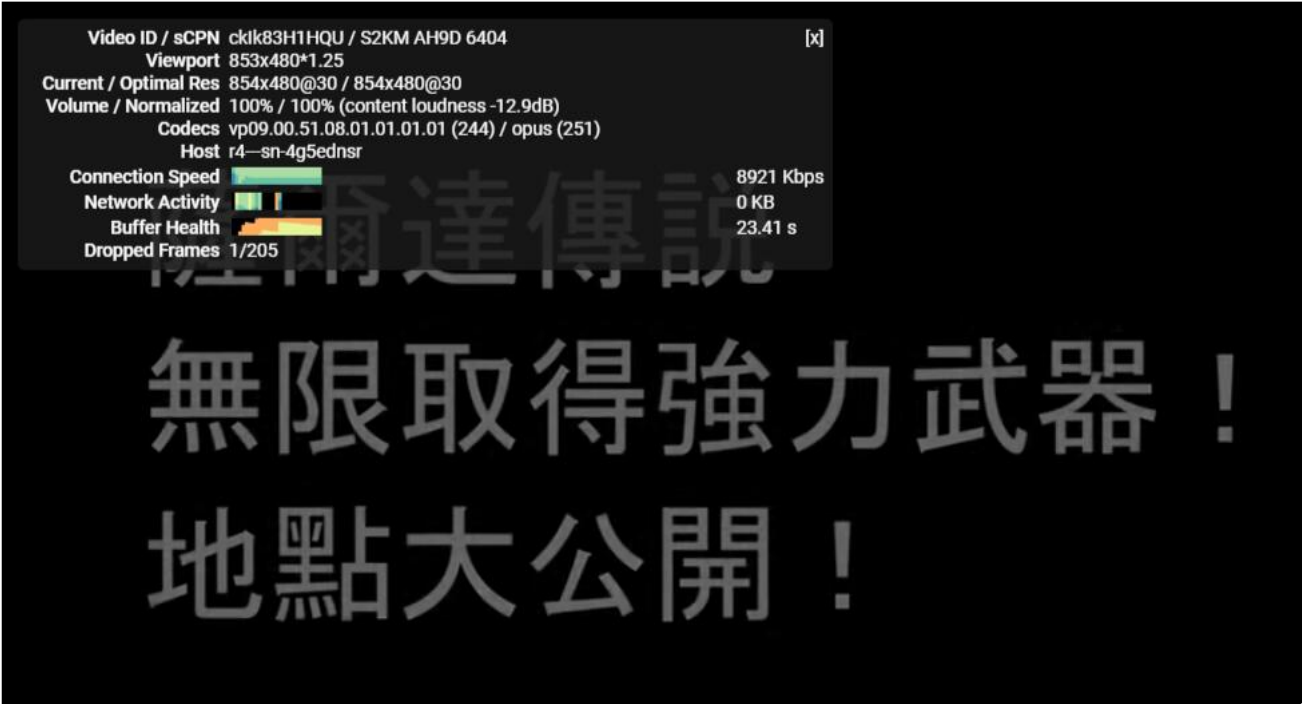 Video ID / sCPN ckIk83H1HQU / S2KM AH9D 6404 [x]
Viewport 853x480*1.25
Current / Optimal Res 854x480@30 / 854x480@30
Volume / Normalized 100% / 100% (content loudness -12.9dB)
Codecs vp09.00.51.08.01.01.01.01 (244) / opus (251)
Host r4---sn-4g5ednsr
Connection Speed 8921 Kbps
Network Activity 0 KB
Buffer Health 23.41 s
Dropped Frames 1/205
薩爾達傳說
無限取得強力武器！
地點大公開！